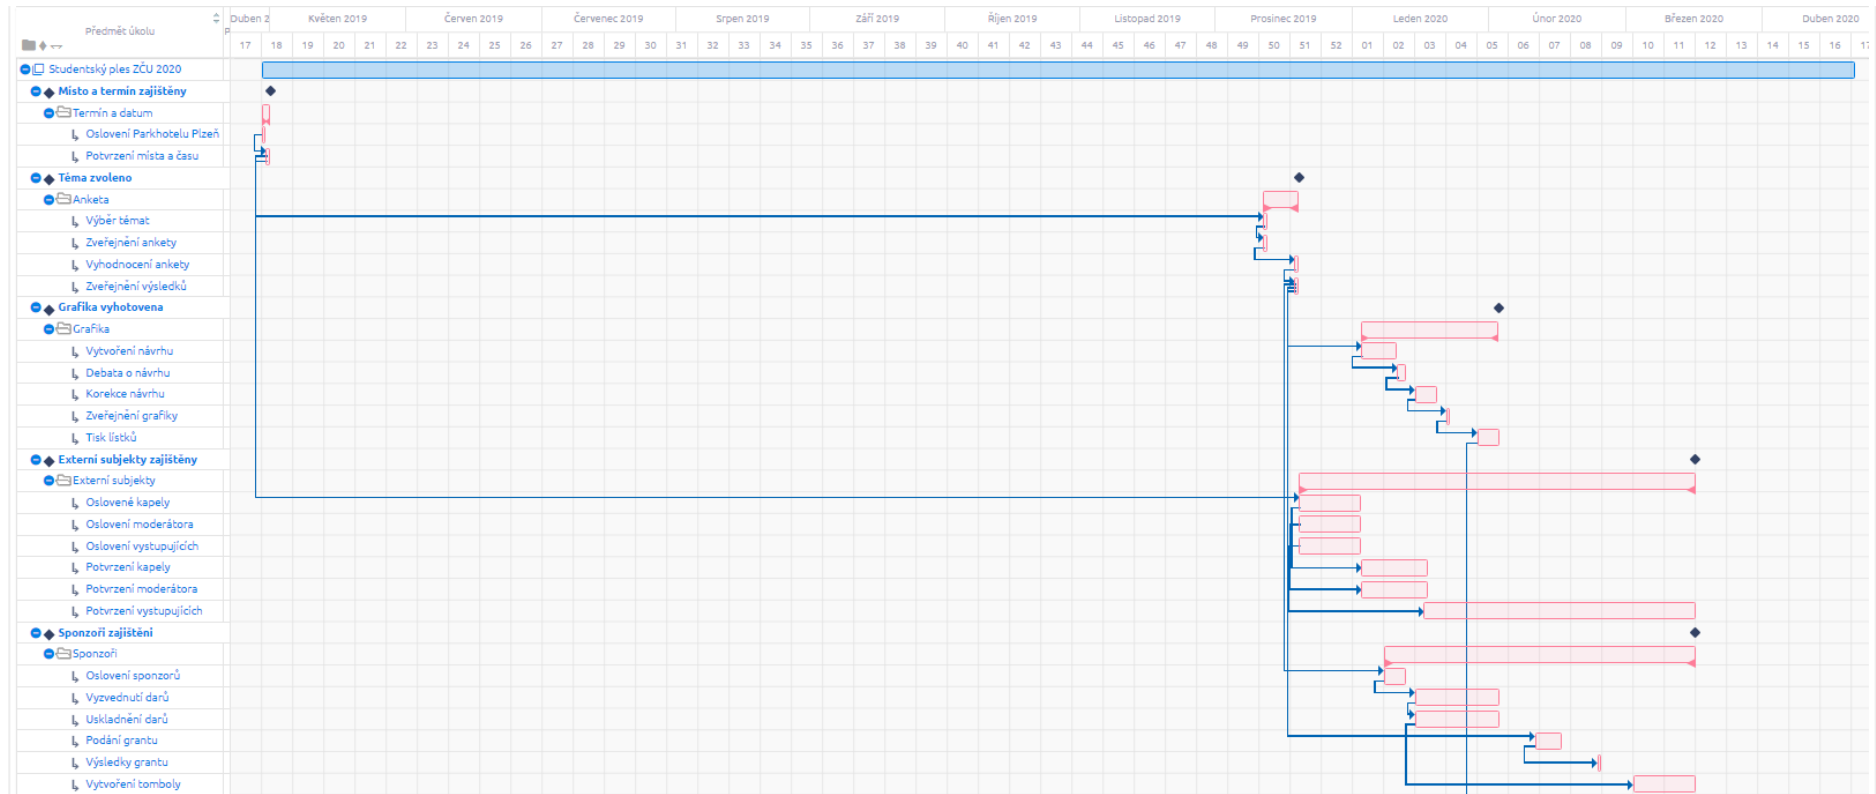 Předmět úkolu
Duben 2 Květen 2019 Červen 2019 Červenec 2019 Srpen 2019 Září 2019 Říjen 2019 Listopad 2019 Prosinec 2019 Leden 2020 Únor 2020 Březen 2020 Duben 2020
17 18 19 20 21 22 23 24 25 26 27 28 29 30 31 32 33 34 35 36 37 38 39 40 41 42 43 44 45 46 47 48 49 50 51 52 01 02 03 04 05 06 07 08 09 10 11 12 13 14 15 16 17
Studentský ples ZČU 2020
Místo a termín zajištěny
Termín a datum
Oslovení Parkhotelu Plzeň
Potvrzení místa a času
Téma zvoleno
Anketa
Výběr témat
Zveřejnění ankety
Vyhodnocení ankety
Zveřejnění výsledků
Grafika vyhotovena
Grafika
Vytvoření návrhu
Debata o návrhu
Korekce návrhu
Zveřejnění grafiky
Tisk lístků
Externí subjekty zajištěny
Externí subjekty
Oslovené kapely
Oslovení moderátora
Oslovení vystupujících
Potvrzení kapely
Potvrzení moderátora
Potvrzení vystupujících
Sponzoři zajištěni
Sponzoři
Oslovení sponzorů
Vyzvednutí darů
Uskladnění darů
Podání grantu
Výsledky grantu
Vytvoření tomboly